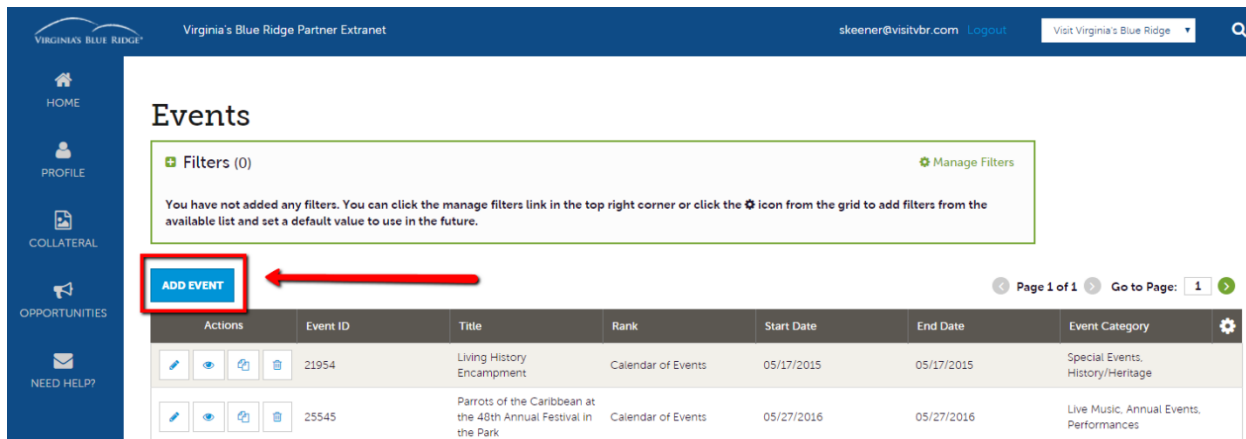 VIRGINIA'S BLUE RIDGE
Virginia's Blue Ridge Partner Extranet
skeener@visitvbr.com Logout
Visit Virginia's Blue Ridge
HOME
PROFILE
COLLATERAL
OPPORTUNITIES
NEED HELP?
Events
Filters (0)
Manage Filters
You have not added any filters. You can click the manage filters link in the top right corner or click the icon from the grid to add filters from the
available list and set a default value to use in the future.
ADD EVENT
Page 1 of 1 Go to Page: 1
Actions Event ID Title Rank Start Date End Date Event Category
21954 Living History Encampment Calendar of Events 05/17/2015 05/17/2015 Special Events, History/Heritage
25545 Parrots of the Caribbean at the 48th Annual Festival in the Park Calendar of Events 05/27/2016 05/27/2016 Live Music, Annual Events, Performances